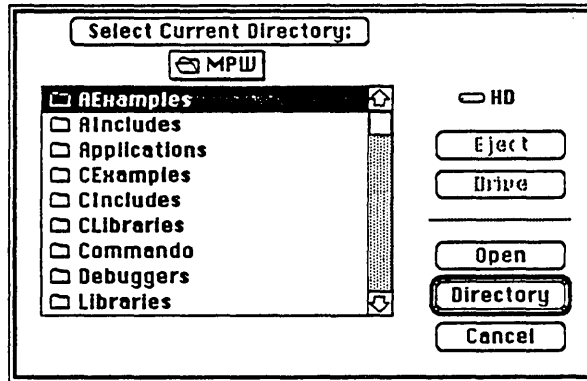 Select Current Directory:
MPW
AExamples
AIncludes
Applications
CExamples
CIncludes
CLibraries
Commando
Debuggers
Libraries
HD
Eject
Drive
Open
Directory
Cancel